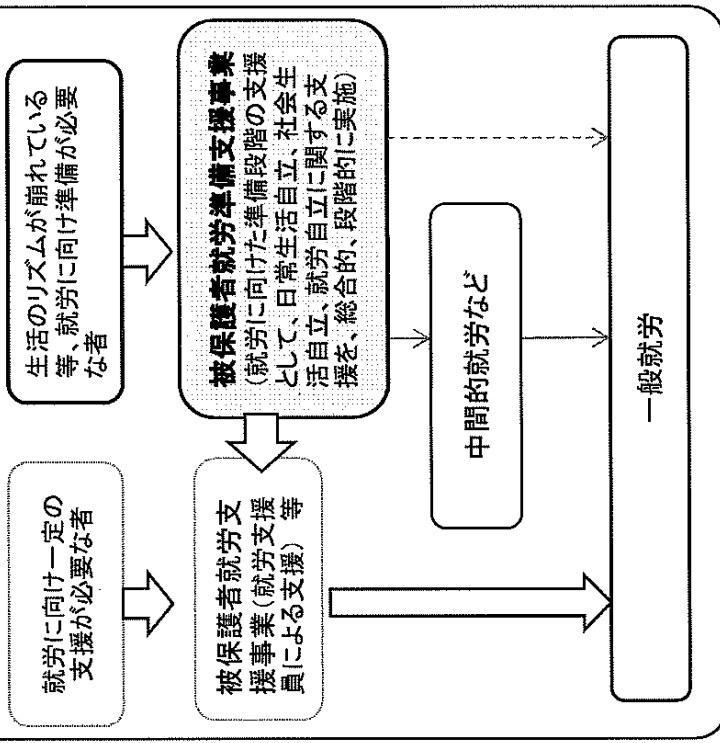 就労に向け一定の
支援が必要な者
生活のリズムが崩れている
等、就労に向け準備が必要
な者
被保護者就労支
援事業(就労支援
員による支援) 等
被保護者就労準備支援事業
(就労に向けた準備段階の支援
として、日常生活自立、社会生
活自立、就労自立に関する支
援を、総合的、段階的に実施)
中間的就労など
一般就労